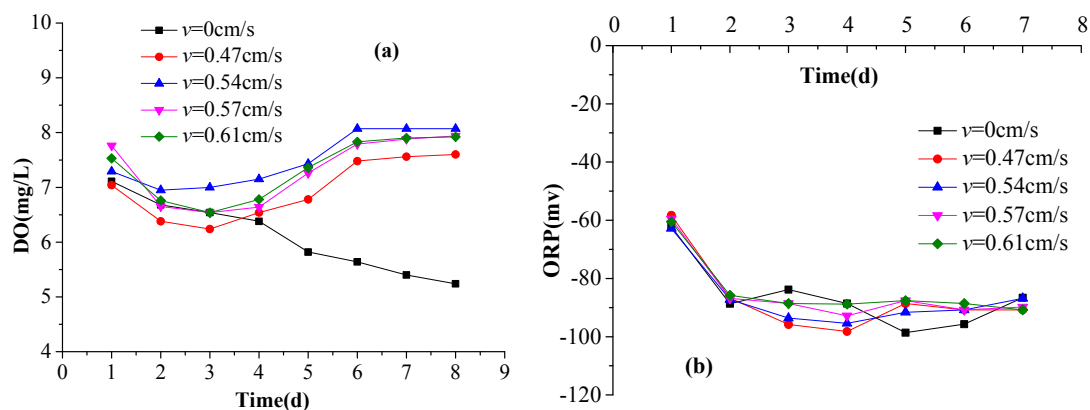 10
9
8
7
6
5
4
DO(mg/L)
v=0cm/s
v=0.47cm/s
v=0.54cm/s
v=0.57cm/s
v=0.61cm/s
(a)
0 1 2 3 4 5 6 7 8 9
Time(d)
0 1 2 3 4 5 6 7 8
Time(d)
0
-20
-40
-60
-80
-100
-120
ORP(mv)
v=0cm/s
v=0.47cm/s
v=0.54cm/s
v=0.57cm/s
v=0.61cm/s
(b)